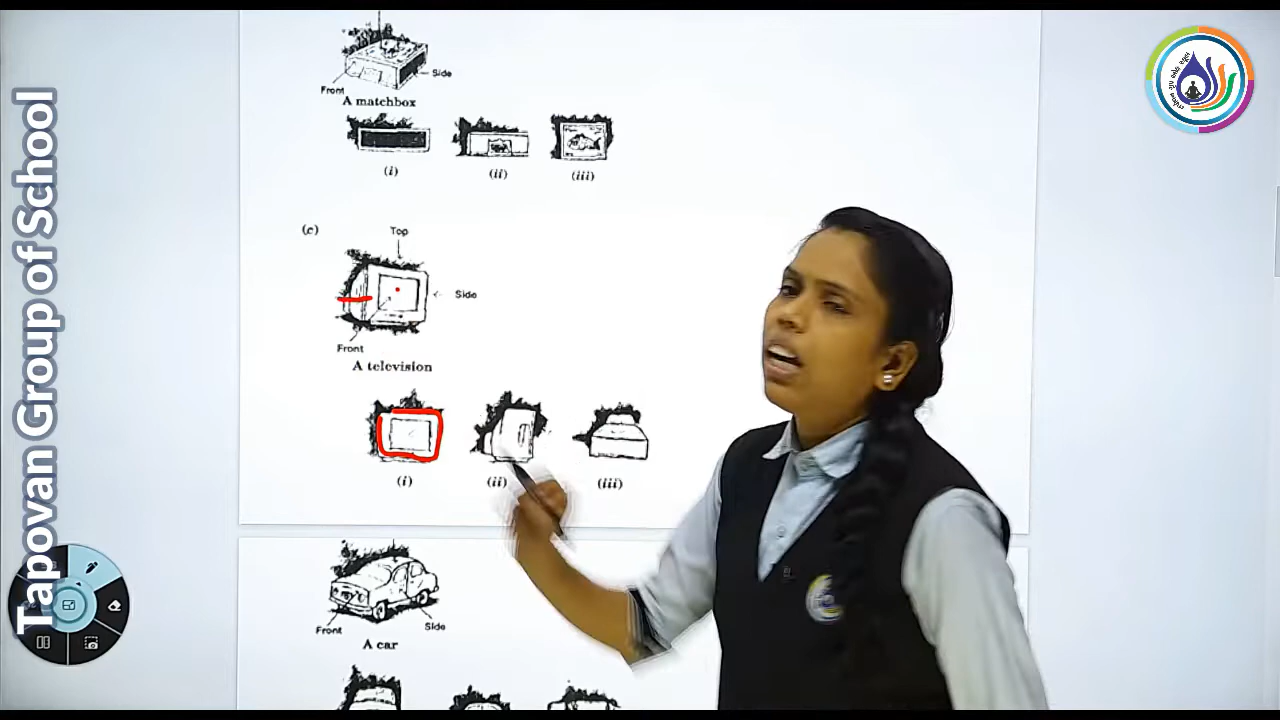 Tapovan Group of School
Front
Side
A matchbox
(i) (ii) (iii)
(c)
Top
Side
Front
A television
(i) (ii) (iii)
Front
Side
A car